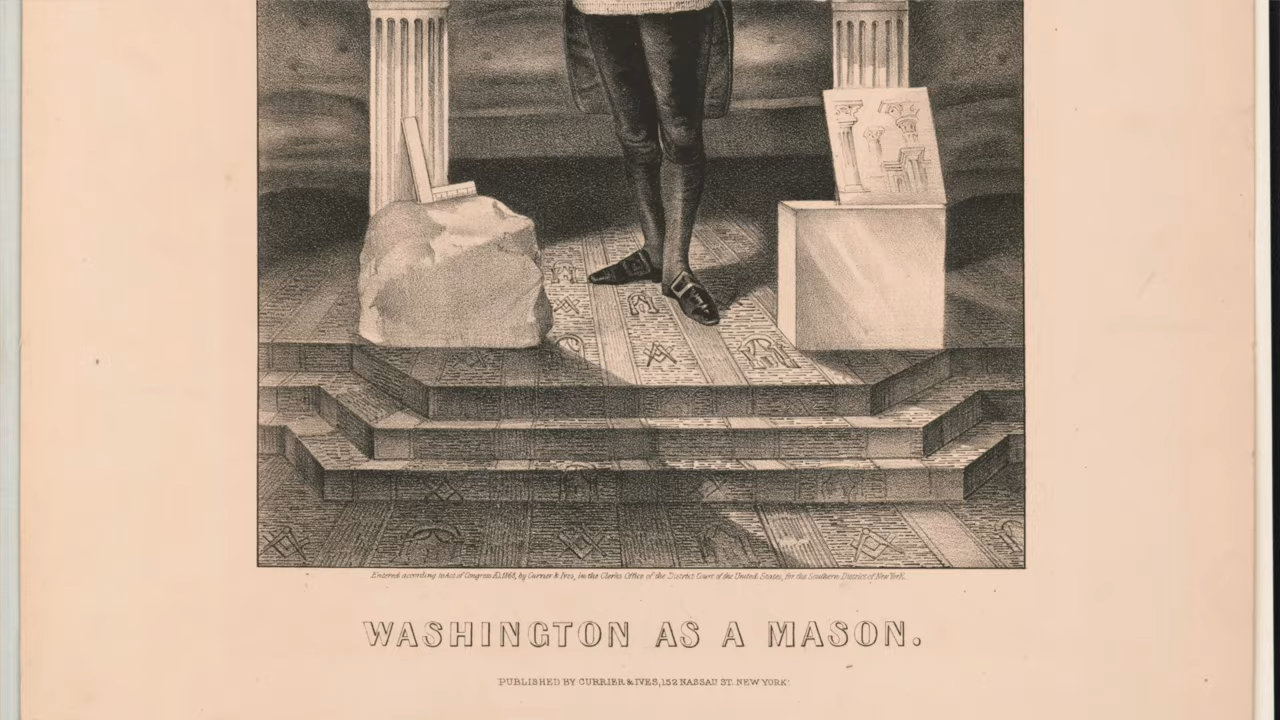 Entered according to Act of Congress AD. 1868, by Currier & Ives, in the Clerks Office of the District Court of the United States, for the Southern District of New York.
WASHINGTON AS A MASON.
PUBLISHED BY CURRIER & IVES, 152 NASSAU ST. NEW YORK.